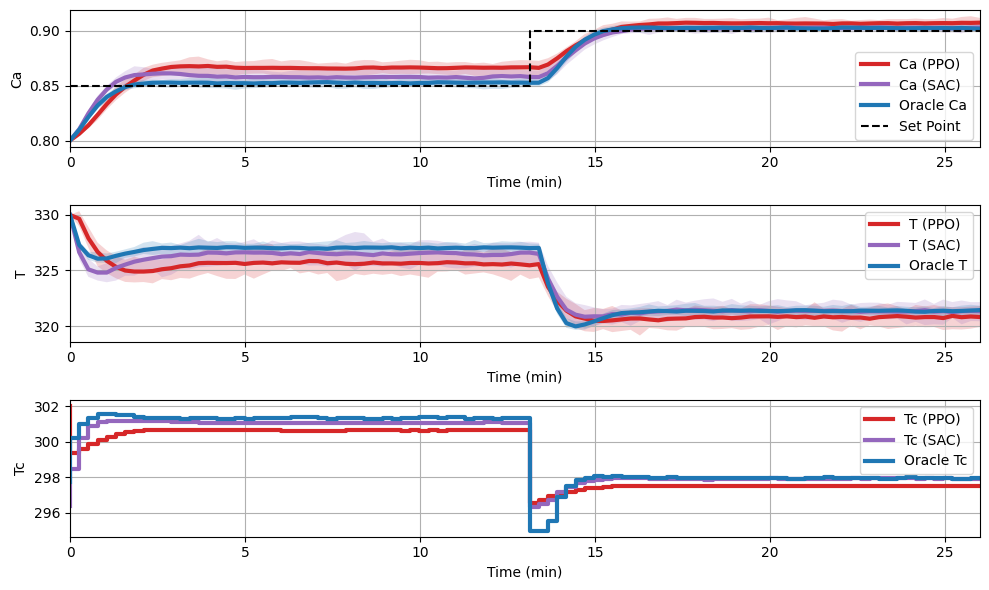 0.90
0.85
0.80
Ca
Ca (PPO)
Ca (SAC)
Oracle Ca
Set Point
0 5 10 15 20 25
Time (min)
330
325
320
T
T (PPO)
T (SAC)
Oracle T
0 5 10 15 20 25
Time (min)
302
300
298
296
Tc
Tc (PPO)
Tc (SAC)
Oracle Tc
0 5 10 15 20 25
Time (min)